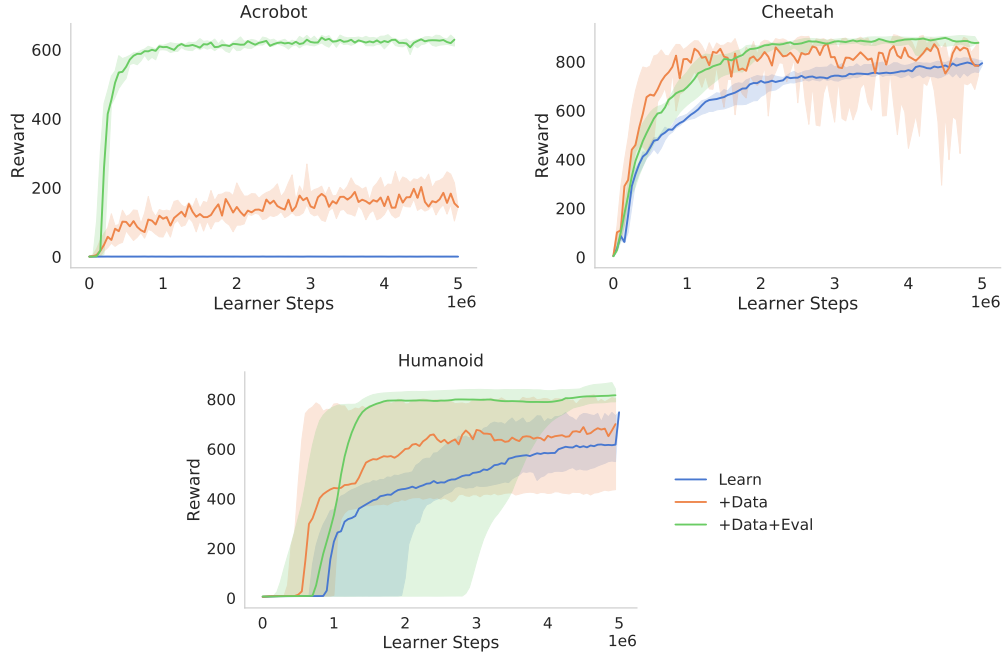 Acrobot
600
400
200
0
Reward
0 1 2 3 4 5
1e6
Learner Steps
Cheetah
800
600
400
200
0
Reward
0 1 2 3 4 5
1e6
Learner Steps
Humanoid
800
600
400
200
0
Reward
0 1 2 3 4 5
1e6
Learner Steps
Learn
+Data
+Data+Eval